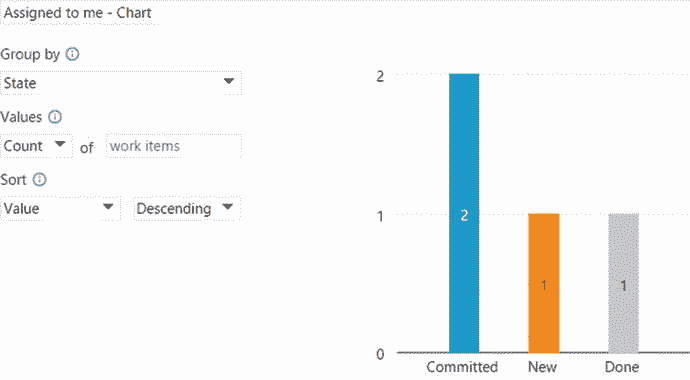 Assigned to me - Chart
Group by
State
Values
Count of work items
Sort
Value Descending
2
1
0
2
1
1
Committed New Done